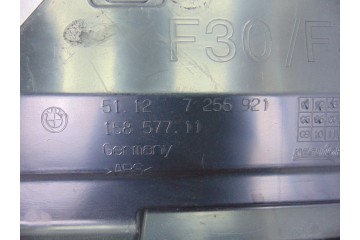 F30/F
51.12 7 256 921
158 577.11
Germany
>ABS<